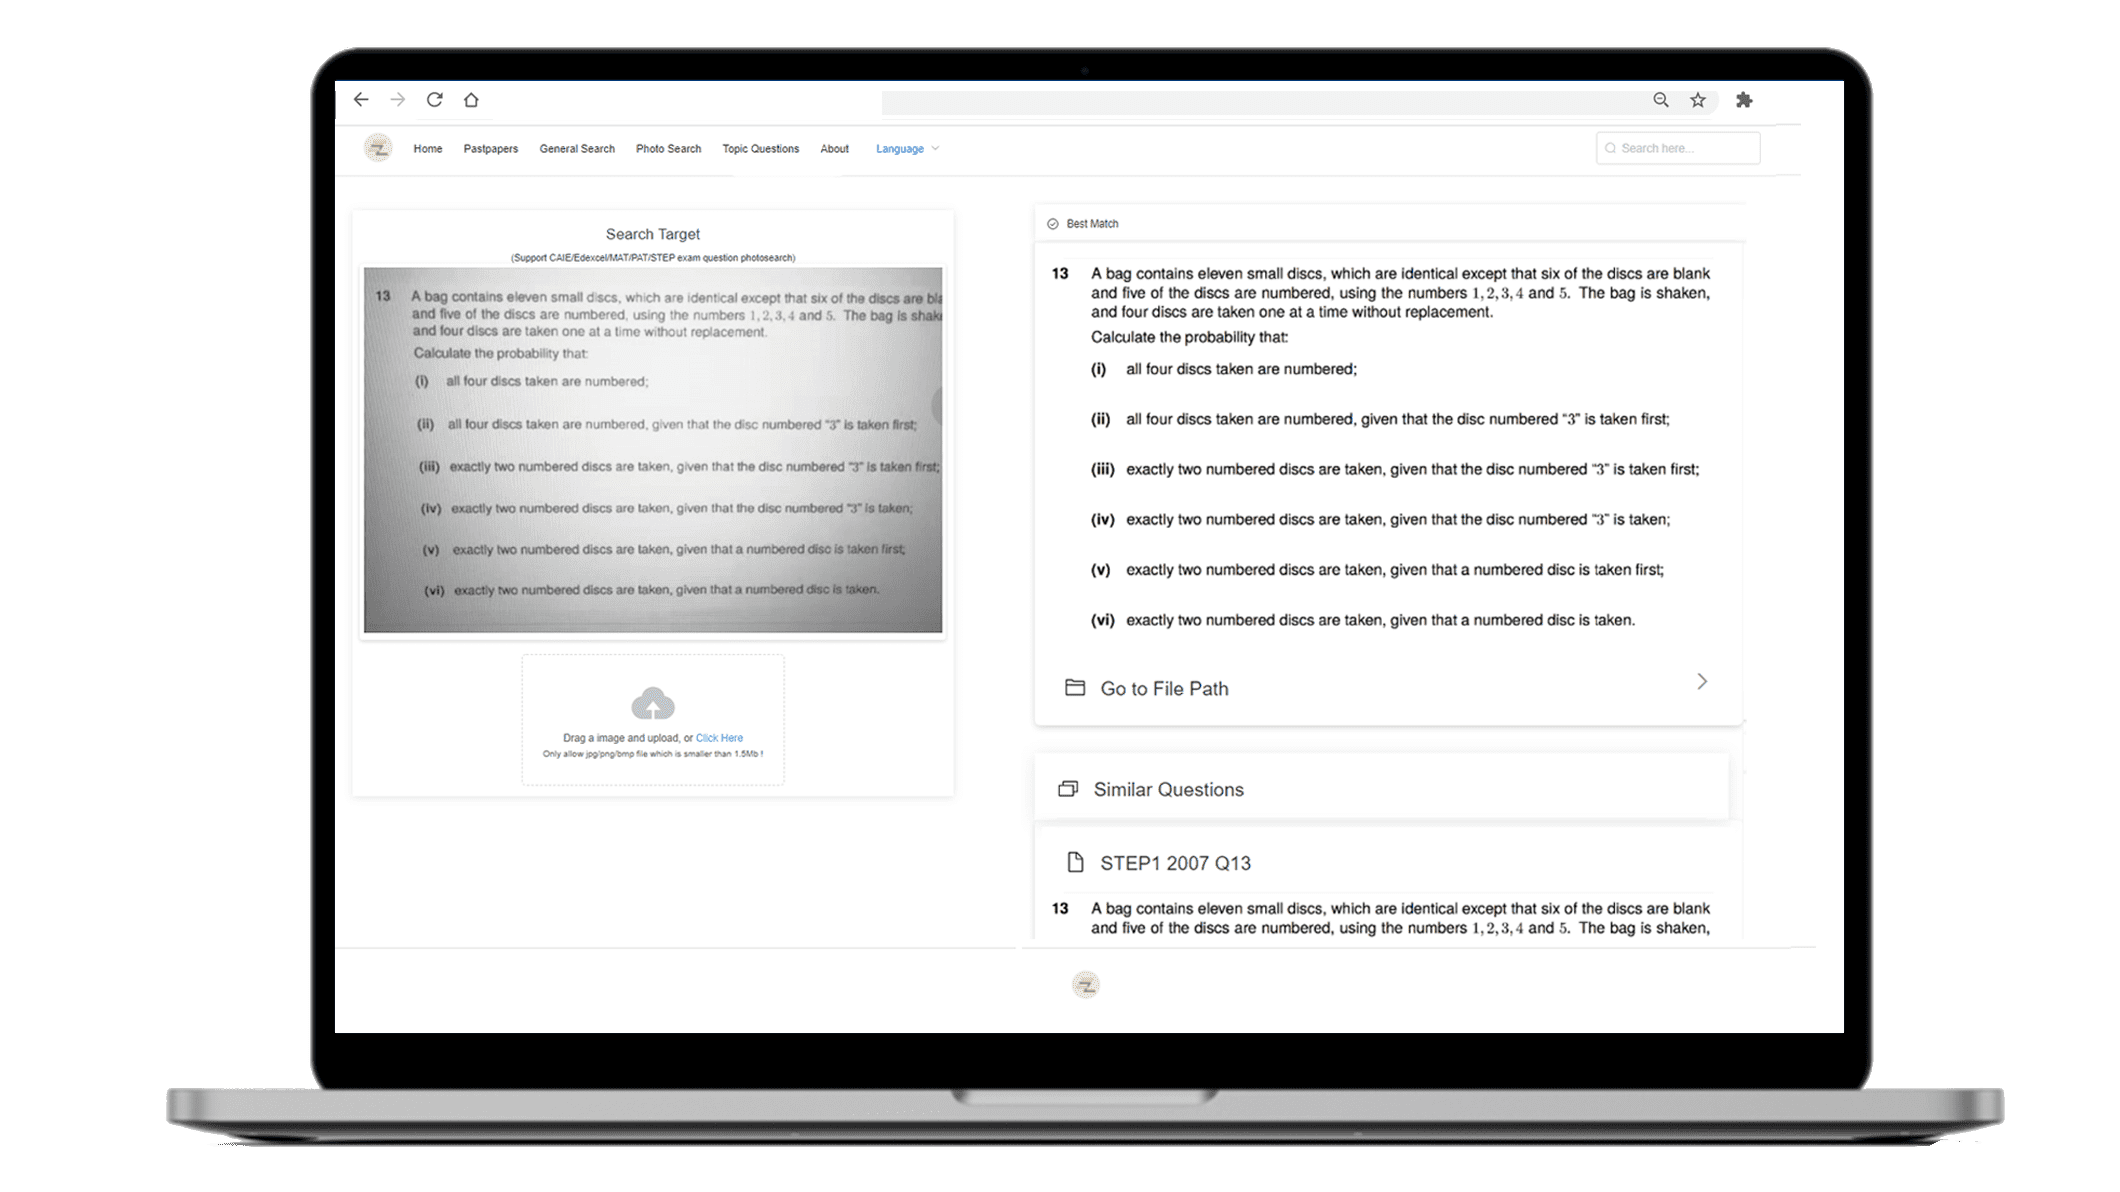 Home Pastpapers General Search Photo Search Topic Questions About Language
Search here...
Search Target
(Support CAIE/Edexcel/MAT/PAT/STEP exam question photosearch)
13 A bag contains eleven small discs, which are identical except that six of the discs are bla
and five of the discs are numbered, using the numbers 1, 2, 3, 4 and 5. The bag is shake
and four discs are taken one at a time without replacement.
Calculate the probability that:
(i) all four discs taken are numbered;
(ii) all four discs taken are numbered, given that the disc numbered "3" is taken first;
(iii) exactly two numbered discs are taken, given that the disc numbered "3" is taken first;
(iv) exactly two numbered discs are taken, given that the disc numbered "3" is taken;
(v) exactly two numbered discs are taken, given that a numbered disc is taken first;
(vi) exactly two numbered discs are taken, given that a numbered disc is taken.
Drag a image and upload, or Click Here
Only allow jpg/png/bmp file which is smaller than 1.5Mb !
Best Match
13 A bag contains eleven small discs, which are identical except that six of the discs are blank
and five of the discs are numbered, using the numbers 1, 2, 3, 4 and 5. The bag is shaken,
and four discs are taken one at a time without replacement.
Calculate the probability that:
(i) all four discs taken are numbered;
(ii) all four discs taken are numbered, given that the disc numbered "3" is taken first;
(iii) exactly two numbered discs are taken, given that the disc numbered "3" is taken first;
(iv) exactly two numbered discs are taken, given that the disc numbered "3" is taken;
(v) exactly two numbered discs are taken, given that a numbered disc is taken first;
(vi) exactly two numbered discs are taken, given that a numbered disc is taken.
Go to File Path
Similar Questions
STEP1 2007 Q13
13 A bag contains eleven small discs, which are identical except that six of the discs are blank
and five of the discs are numbered, using the numbers 1, 2, 3, 4 and 5. The bag is shaken,